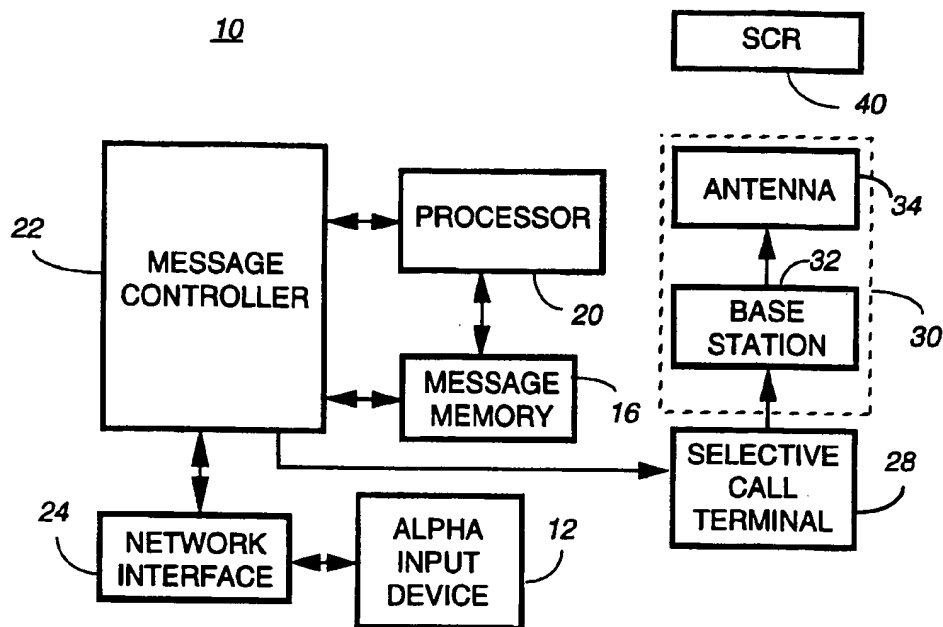 10
SCR
40
ANTENNA
34
PROCESSOR
22
MESSAGE
CONTROLLER
32
20
BASE
STATION
30
MESSAGE
MEMORY
16
SELECTIVE
CALL
TERMINAL
28
24
NETWORK
INTERFACE
ALPHA
INPUT
DEVICE
12